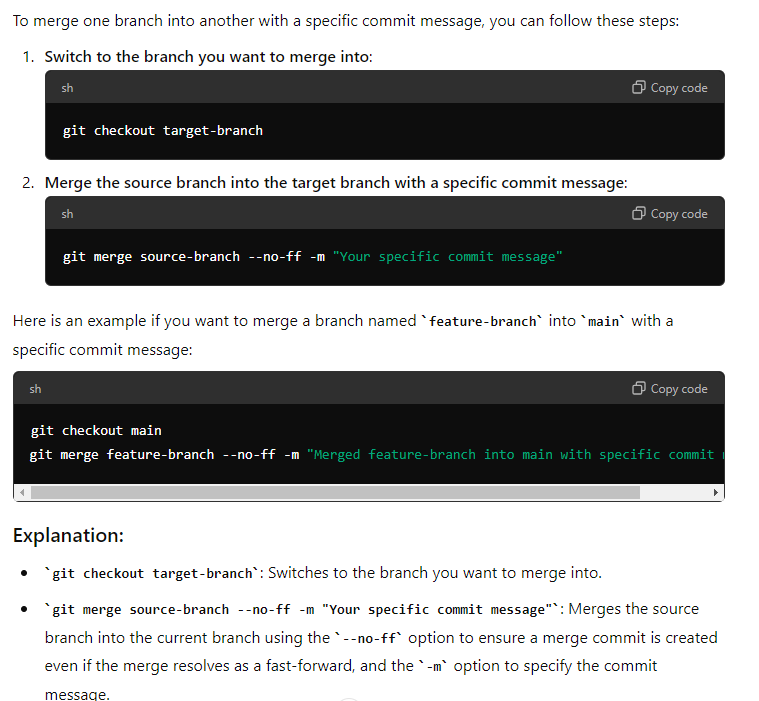 To merge one branch into another with a specific commit message, you can follow these steps:
1. Switch to the branch you want to merge into:
sh Copy code
git checkout target-branch
2. Merge the source branch into the target branch with a specific commit message:
sh Copy code
git merge source-branch --no-ff -m "Your specific commit message"
Here is an example if you want to merge a branch named `feature-branch` into `main` with a
specific commit message:
sh Copy code
git checkout main
git merge feature-branch --no-ff -m "Merged feature-branch into main with specific commit
Explanation:
• `git checkout target-branch`: Switches to the branch you want to merge into.
• `git merge source-branch --no-ff -m "Your specific commit message"`: Merges the source
branch into the current branch using the `--no-ff` option to ensure a merge commit is created
even if the merge resolves as a fast-forward, and the `-m` option to specify the commit
message.